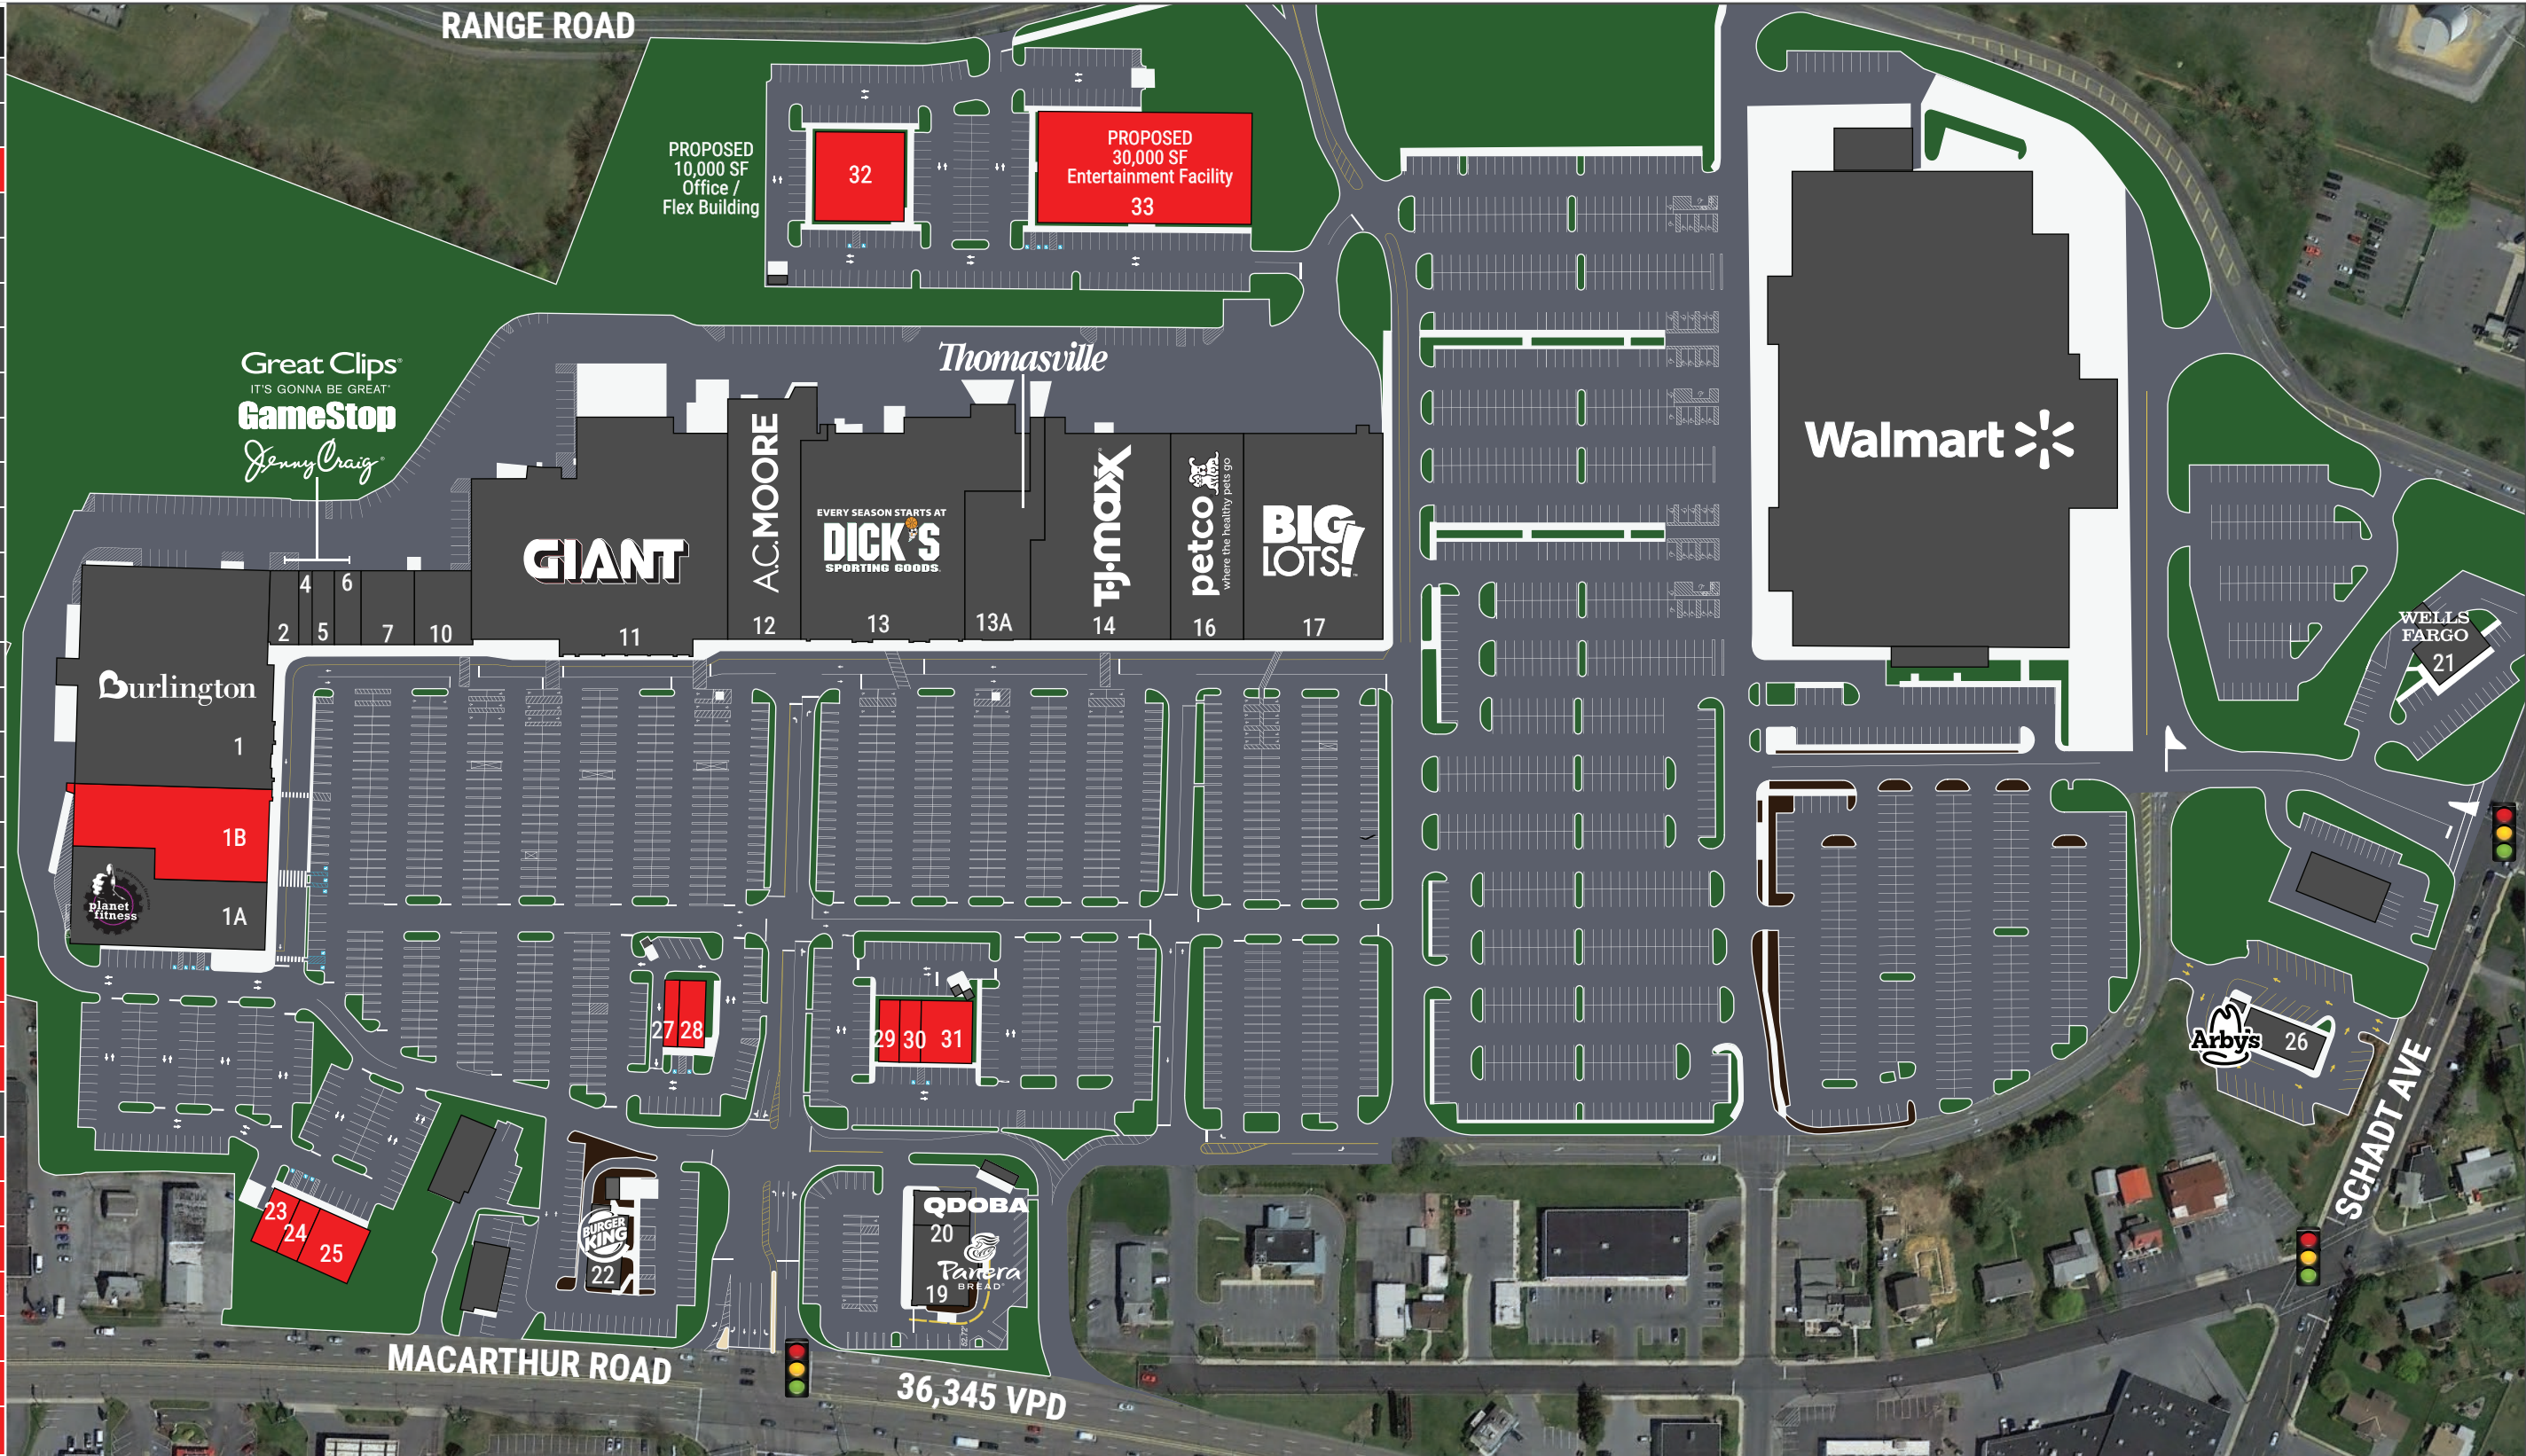 RANGE ROAD
PROPOSED
10,000 SF
Office /
Flex Building
32
PROPOSED
30,000 SF
Entertainment Facility
33
Great Clips
IT'S GONNA BE GREAT
GameStop
Jenny Craig
Thomasville
Burlington
1
1B
planet
fitness
1A
2
4
5
6
7
10
GIANT
11
A.C.MOORE
12
EVERY SEASON STARTS AT
DICK'S
SPORTING GOODS
13
13A
T.J.maxx
14
petco
where the healthy pets go
16
BIG
LOTS!
17
Walmart
WELLS
FARGO
21
27 28
29 30 31
Arby's
26
SCHADT AVE
23
24
25
BURGER
KING
22
QDOBA
20
Panera
BREAD
19
MACARTHUR ROAD
36,345 VPD